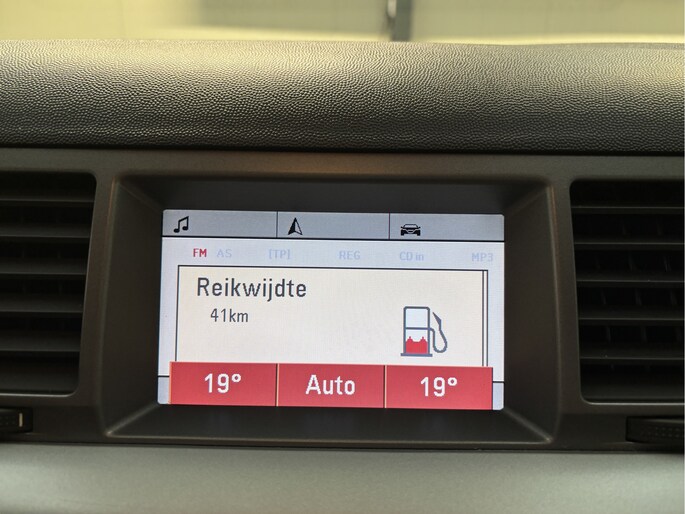 FM AS [TP] REG CD in MP3
Reikwijdte
41km
19° Auto 19°